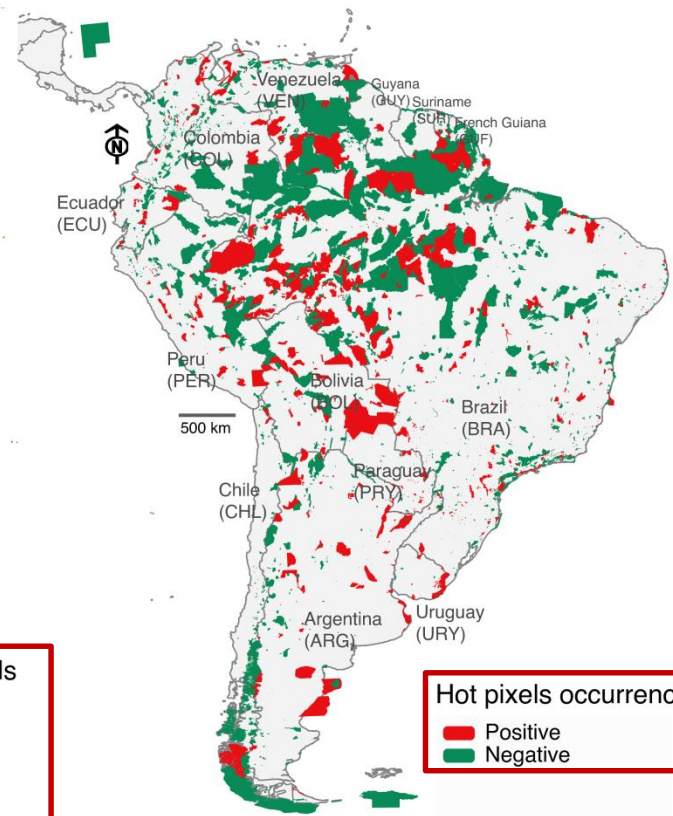 Venezuela
(VEN)
Guyana
(GUY)
Suriname
(SUR)
French Guiana
(GUF)
Colombia
(COL)
N
Ecuador
(ECU)
Peru
(PER)
500 km
Bolivia
(BOL)
Brazil
(BRA)
Paraguay
(PRY)
Chile
(CHL)
Argentina
(ARG)
Uruguay
(URY)
Hot pixels occurrenc
Positive
Negative